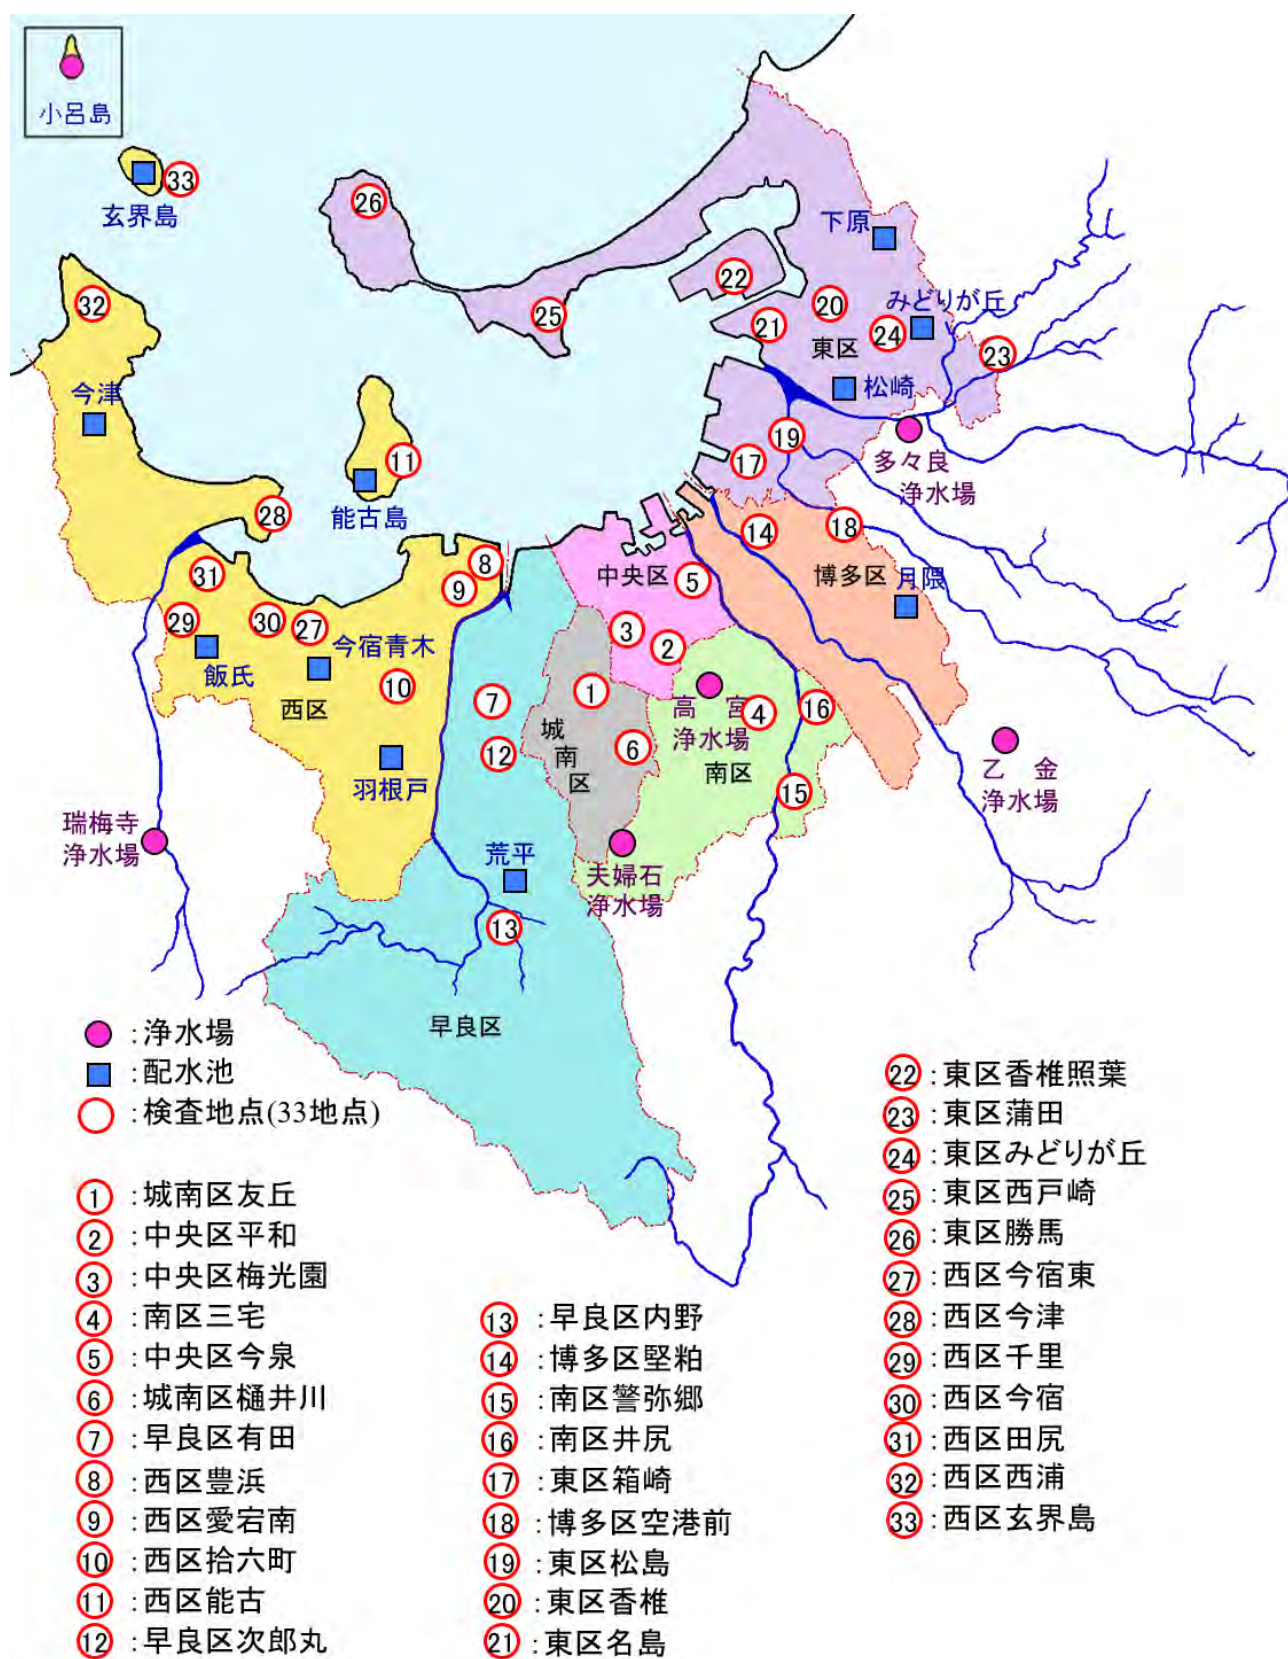 小呂島
33
玄界島
26
下原
32
22
みどりが丘
20
25
21
24
23
東区
今津
松崎
19
11
17
多々良
浄水場
28
能古島
14
18
8
中央区
5
博多区
月隈
31
9
29
30
27
3
2
今宿青木
飯氏
10
1
高宮
浄水場
4
16
西区
7
城南区
6
12
南区
乙金
浄水場
羽根戸
15
瑞梅寺
浄水場
荒平
夫婦石
浄水場
13
早良区
:浄水場
:配水池
:検査地点(33地点)
1:城南区友丘
2:中央区平和
3:中央区梅光園
4:南区三宅
5:中央区今泉
6:城南区樋井川
7:早良区有田
8:西区豊浜
9:西区愛宕南
10:西区拾六町
11:西区能古
12:早良区次郎丸
13:早良区内野
14:博多区堅粕
15:南区警弥郷
16:南区井尻
17:東区箱崎
18:博多区空港前
19:東区松島
20:東区香椎
21:東区名島
22:東区香椎照葉
23:東区蒲田
24:東区みどりが丘
25:東区西戸崎
26:東区勝馬
27:西区今宿東
28:西区今津
29:西区千里
30:西区今宿
31:西区田尻
32:西区西浦
33:西区玄界島